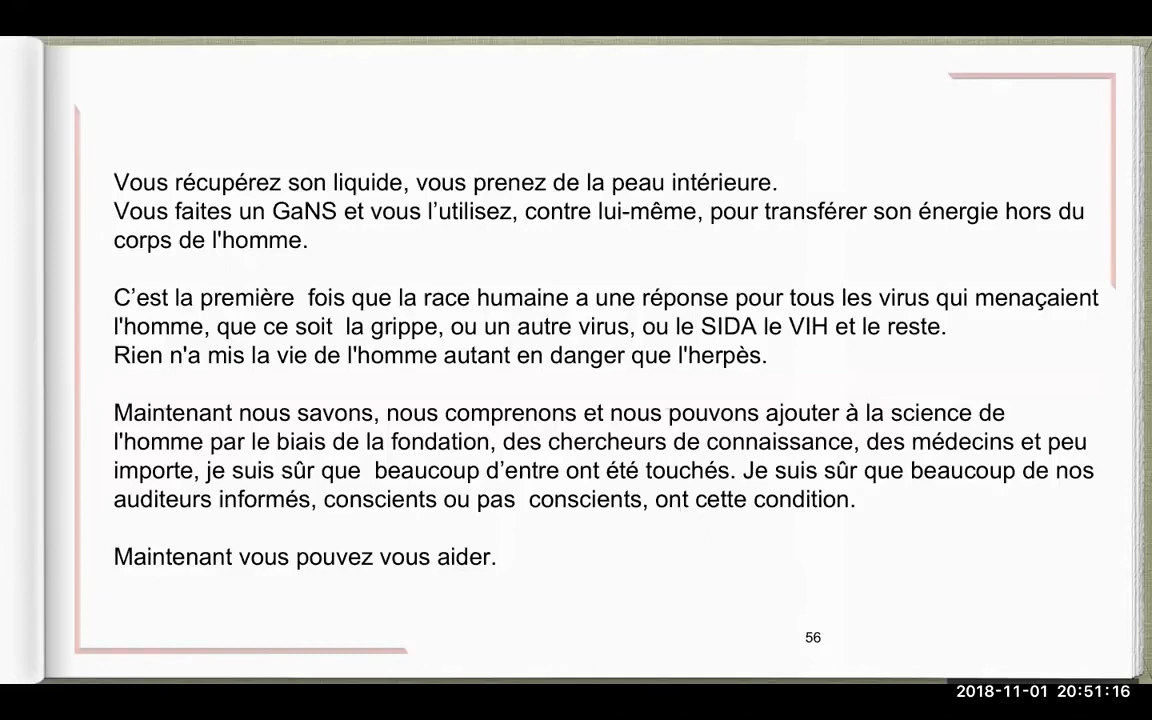 Vous récupérez son liquide, vous prenez de la peau intérieure.
Vous faites un GaNS et vous l’utilisez, contre lui-même, pour transférer son énergie hors du
corps de l'homme.
C’est la première  fois que la race humaine a une réponse pour tous les virus qui menaçaient
l'homme, que ce soit  la grippe, ou un autre virus, ou le SIDA le VIH et le reste.
Rien n'a mis la vie de l'homme autant en danger que l'herpès.
Maintenant nous savons, nous comprenons et nous pouvons ajouter à la science de
l'homme par le biais de la fondation, des chercheurs de connaissance, des médecins et peu
importe, je suis sûr que  beaucoup d’entre ont été touchés. Je suis sûr que beaucoup de nos
auditeurs informés, conscients ou pas  conscients, ont cette condition.
Maintenant vous pouvez vous aider.
56
2018-11-01 20:51:16